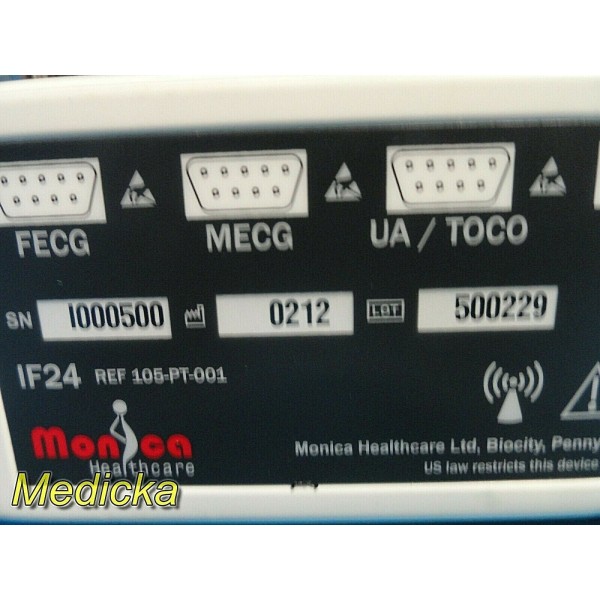 FECG MECG UA / TOCO
SN I000500 0212 LOT 500229
IF24 REF 105-PT-001
Monica
Healthcare
Monica Healthcare Ltd, Biocity, Penny
US law restricts this device
Medicka